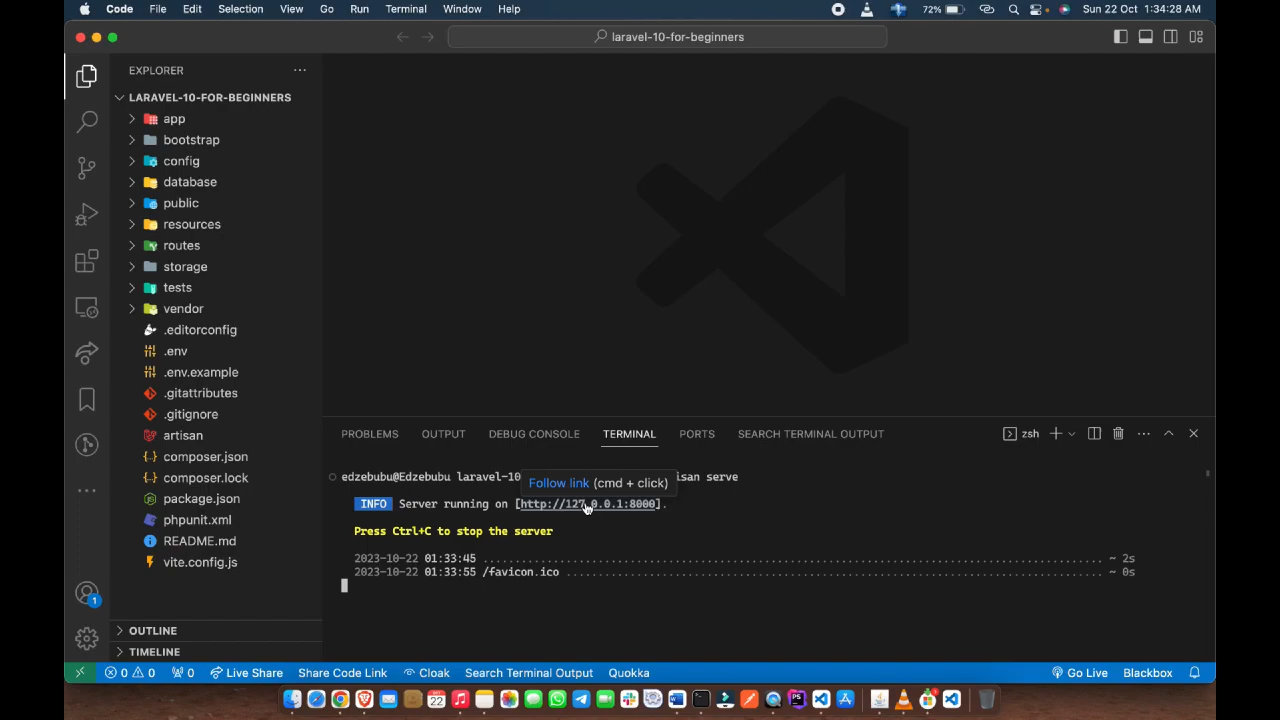 Code File Edit Selection View Go Run Terminal Window Help 72% Sun 22 Oct 1:34:28 AM
laravel-10-for-beginners
EXPLORER
LARAVEL-10-FOR-BEGINNERS
app
bootstrap
config
database
public
resources
routes
storage
tests
vendor
.editorconfig
.env
.env.example
.gitattributes
.gitignore
artisan
composer.json
composer.lock
package.json
phpunit.xml
README.md
vite.config.js
OUTLINE
TIMELINE
PROBLEMS OUTPUT DEBUG CONSOLE TERMINAL PORTS SEARCH TERMINAL OUTPUT zsh
edzebubu@Edzebubu laravel-10 isan serve
Follow link (cmd + click)
INFO Server running on [http://127.0.0.1:8000].
Press Ctrl+C to stop the server
2023-10-22 01:33:45 ........ ~ 2s
2023-10-22 01:33:55 /favicon.ico ........ ~ 0s
1
0 0 0 Live Share Share Code Link Cloak Search Terminal Output Quokka Go Live Blackbox